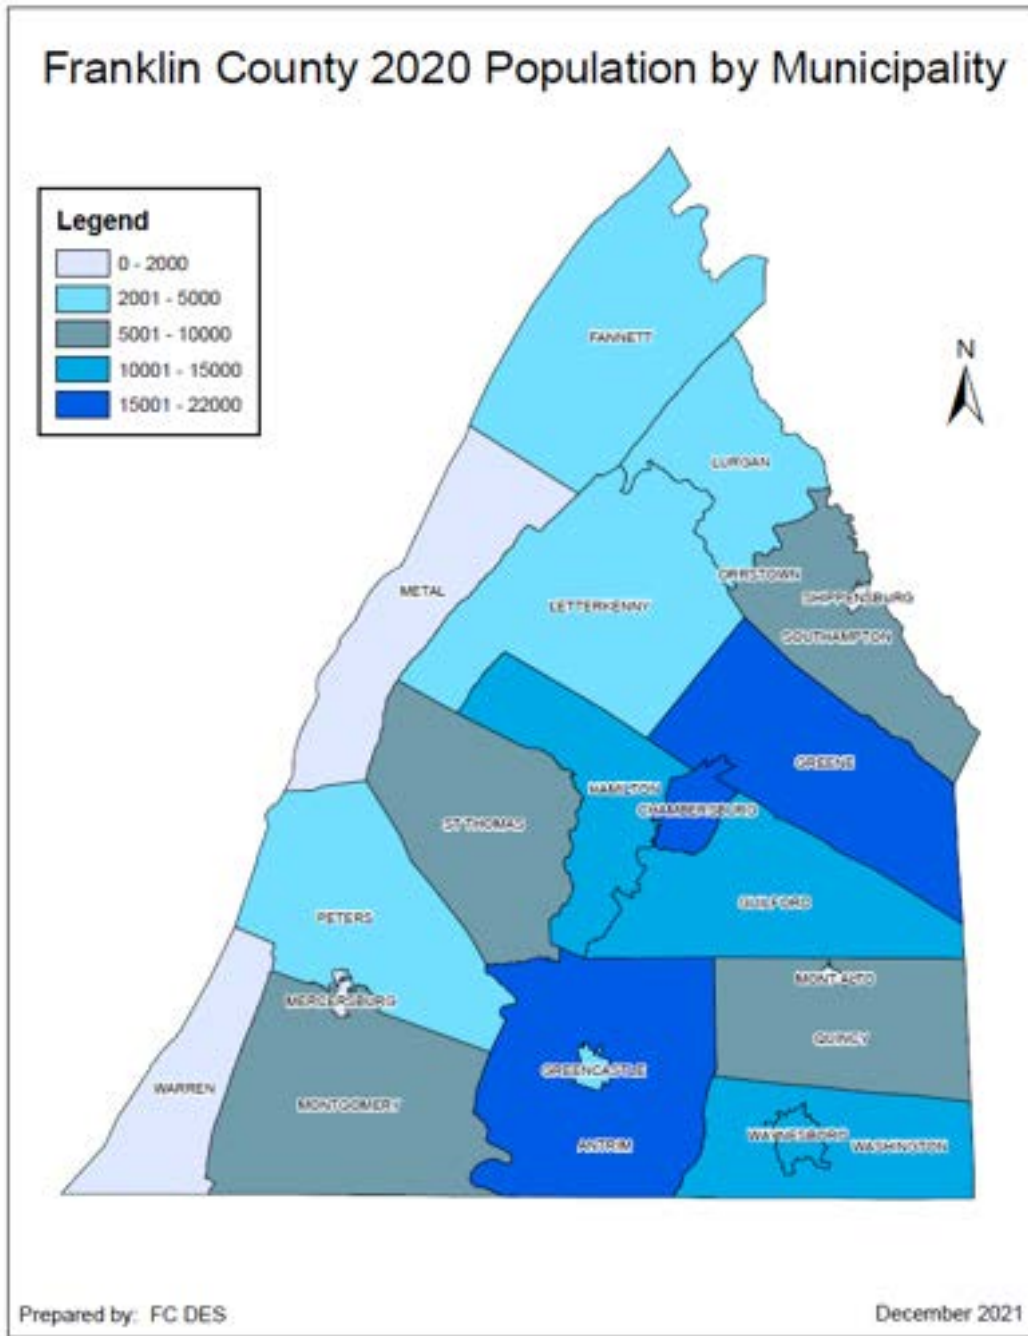 Franklin County 2020 Population by Municipality
Legend
0 - 2000
2001 - 5000
5001 - 10000
10001 - 15000
15001 - 22000
N
FANNETT
LURGAN
METAL
ORRSTOWN
LETTERKENNY
SHIPPENSBURG
SOUTHAMPTON
GREENE
HAMILTON
CHAMBERSBURG
ST THOMAS
GUILFORD
PETERS
MONT ALTO
MERCERSBURG
QUINCY
GREENCASTLE
WARREN
MONTGOMERY
WAYNESBORO
ANTRIM
WASHINGTON
Prepared by: FC DES
December 2021